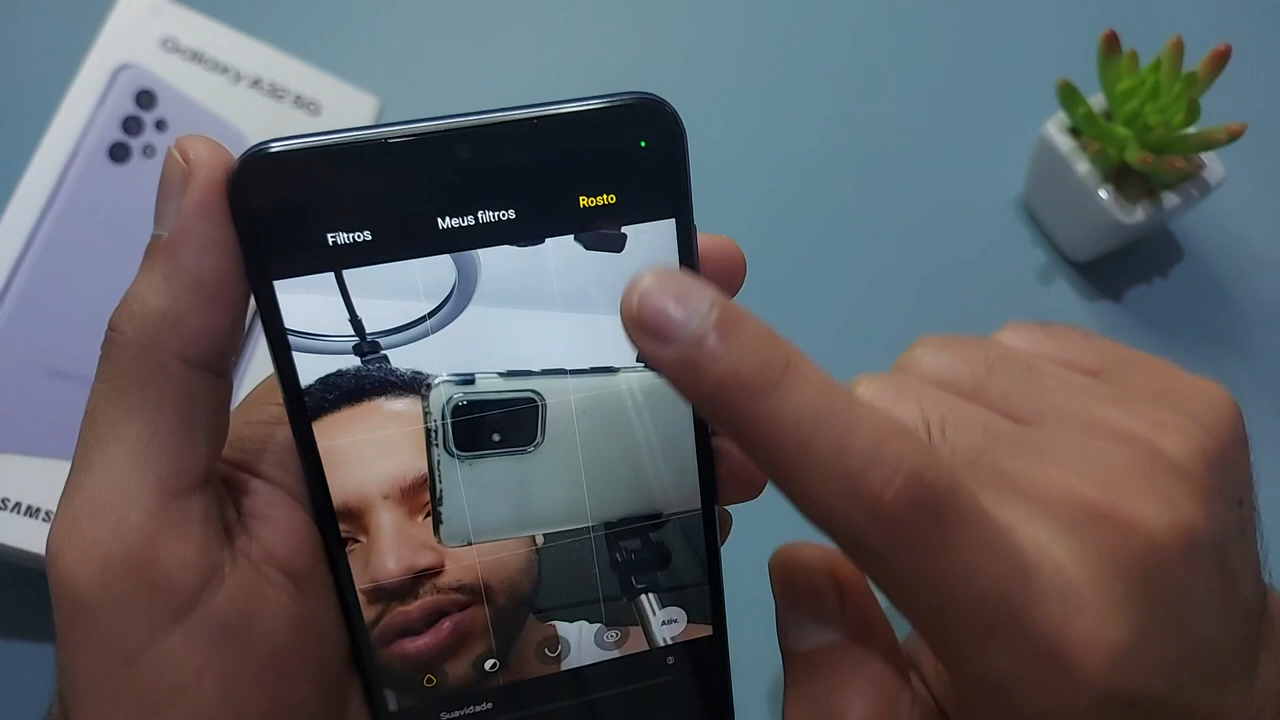 Galaxy A32 5G
Filtros
Meus filtros
Rosto
Ativ.
Suavidade
SAMS